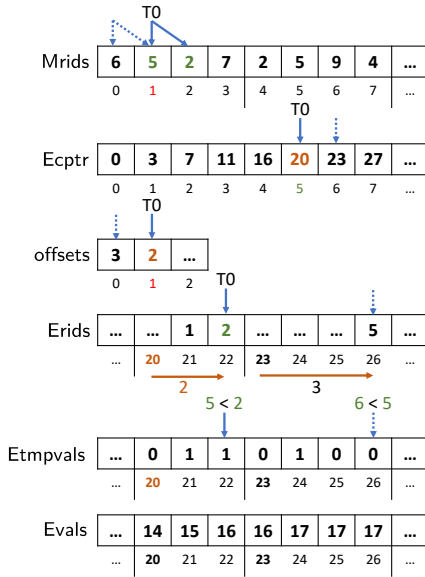 T0
Mrids 6 5 2 7 2 5 9 4 ...
0 1 2 3 4 5 6 7 ...
T0
Ecptr 0 3 7 11 16 20 23 27 ...
0 1 2 3 4 5 6 7 ...
T0
offsets 3 2 ...
0 1 2
T0
Erids ... ... 1 2 ... ... ... 5 ...
... 20 21 22 23 24 25 26 ...
2 3
5 < 2 6 < 5
Etmpvals ... 0 1 1 0 1 0 0 ...
... 20 21 22 23 24 25 26 ...
Evals ... 14 15 16 16 17 17 17 ...
... 20 21 22 23 24 25 26 ...